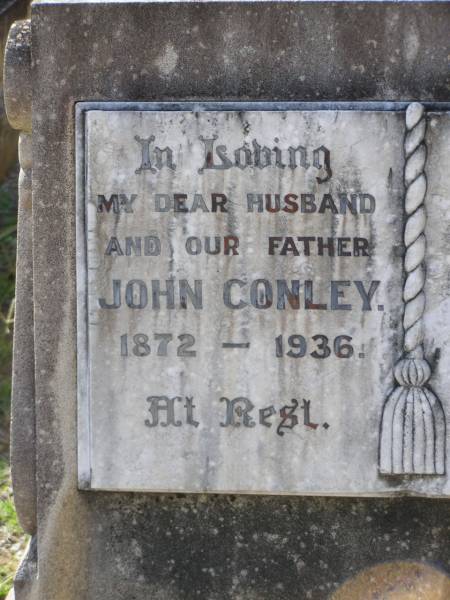 In Loving
MY DEAR HUSBAND
AND OUR FATHER
JOHN CONLEY.
1872 – 1936.
At Rest.